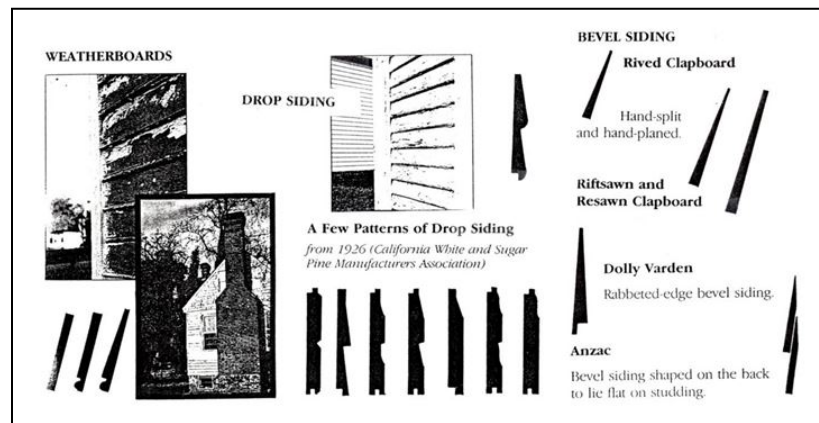 WEATHERBOARDS
DROP SIDING
A Few Patterns of Drop Siding
from 1926 (California White and Sugar
Pine Manufacturers Association)
BEVEL SIDING
Rived Clapboard
Hand-split
and hand-planed.
Riftsawn and
Resawn Clapboard
Dolly Varden
Rabbeted-edge bevel siding.
Anzac
Bevel siding shaped on the back
to lie flat on studding.